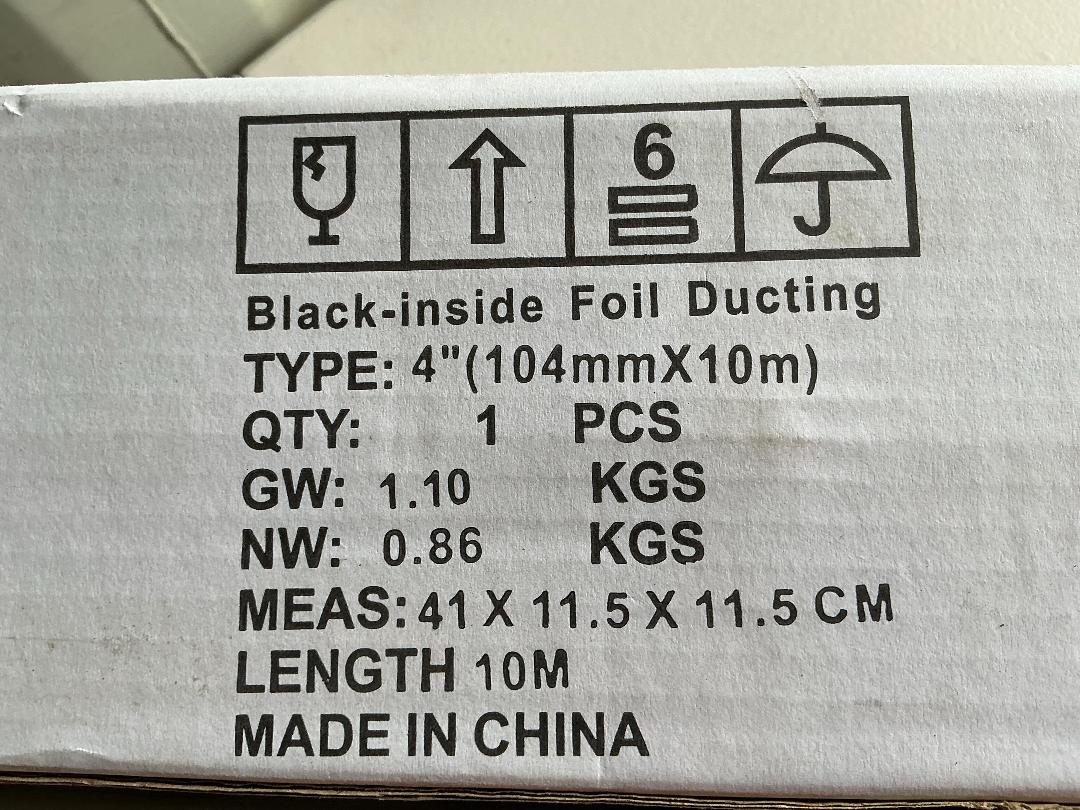 6
Black-inside Foil Ducting
TYPE: 4"(104mmX10m)
QTY: 1 PCS
GW: 1.10 KGS
NW: 0.86 KGS
MEAS: 41 X 11.5 X 11.5 CM
LENGTH 10M
MADE IN CHINA